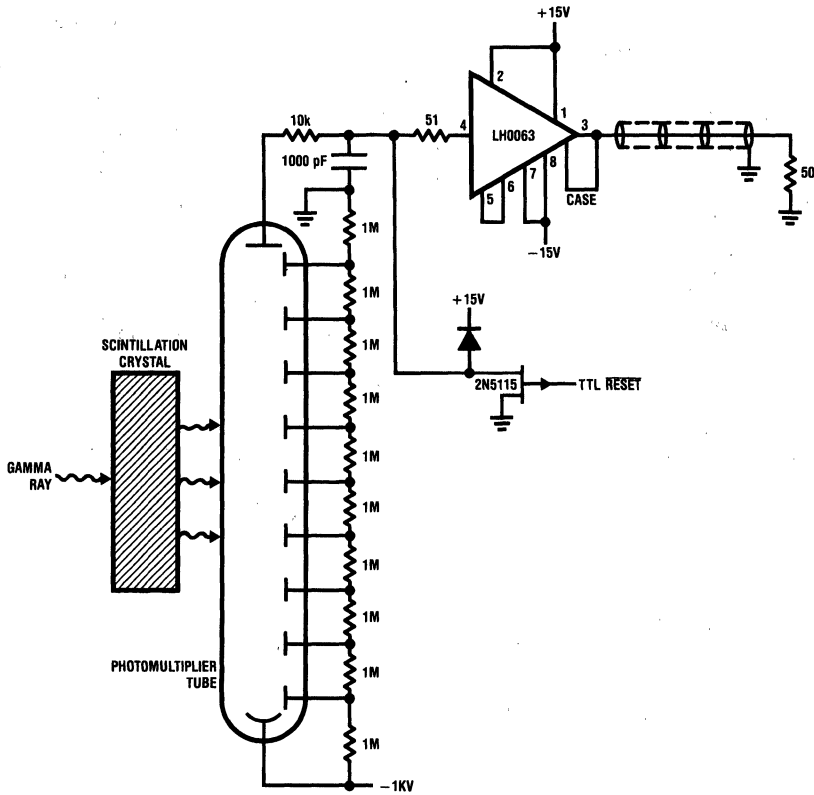 +15V
2
10k
51
4
LH0063
1
3
1000 pF
8
7
6
5
CASE
50
1M
−15V
1M
+15V
1M
SCINTILLATION
CRYSTAL
2N5115
TTL R̅E̅S̅E̅T̅
1M
1M
GAMMA
RAY
1M
1M
1M
PHOTOMULTIPLIER
TUBE
1M
1M
−1KV